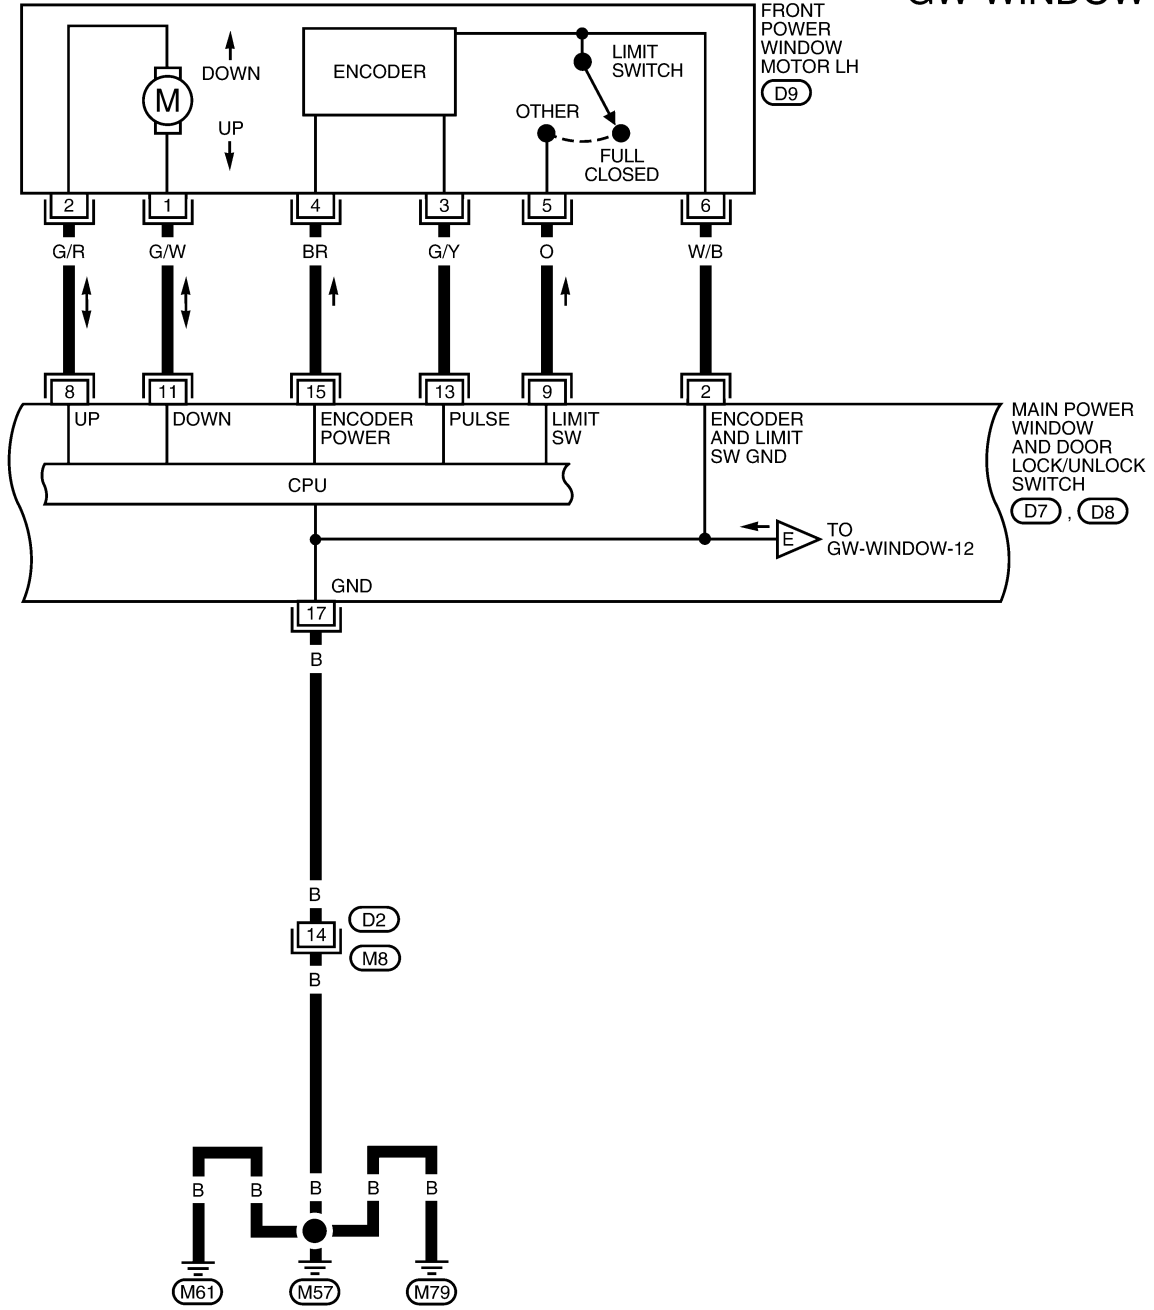 GW-WINDOW
FRONT
POWER
WINDOW
MOTOR LH
D9
DOWN
M
UP
ENCODER
LIMIT
SWITCH
OTHER
FULL
CLOSED
2 1 4 3 5 6
G/R G/W BR G/Y O W/B
8 11 15 13 9 2
UP
DOWN
ENCODER
POWER
PULSE
LIMIT
SW
ENCODER
AND LIMIT
SW GND
MAIN POWER
WINDOW
AND DOOR
LOCK/UNLOCK
SWITCH
D7 , D8
CPU
E
TO
GW-WINDOW-12
GND
17
B
B
14
D2
M8
B
B B B B B
M61 M57 M79